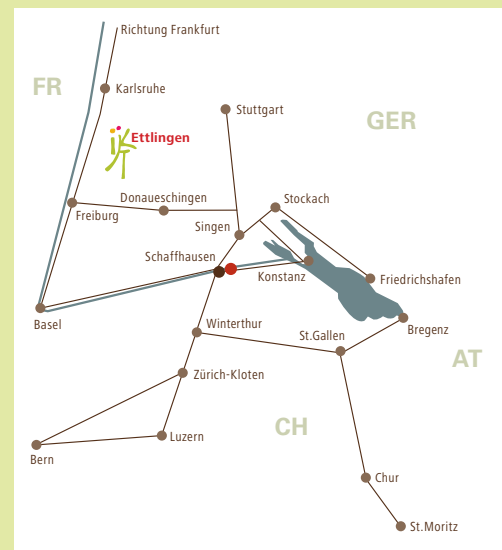 Richtung Frankfurt
FR
Karlsruhe
Stuttgart
GER
Ettlingen
Donaueschingen
Stockach
Freiburg
Singen
Schaffhausen
Konstanz
Friedrichshafen
Basel
Winterthur
St.Gallen
Bregenz
AT
Zürich-Kloten
CH
Luzern
Bern
Chur
St.Moritz